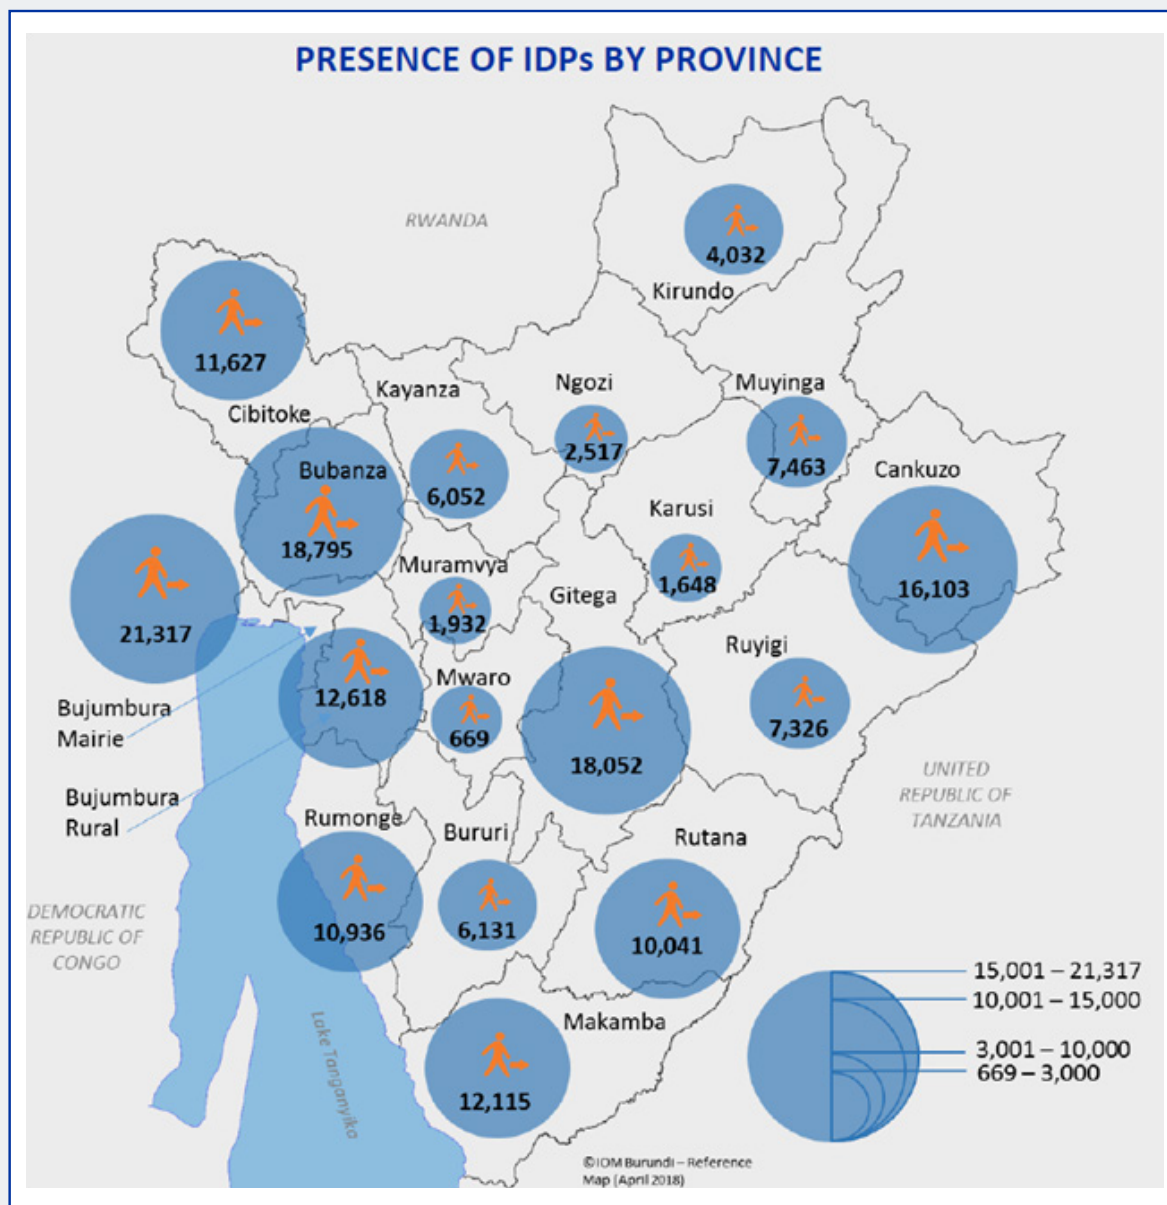 PRESENCE OF IDPs BY PROVINCE
RWANDA
4,032
Kirundo
11,627
Cibitoke
Kayanza
6,052
Ngozi
2,517
Muyinga
7,463
Cankuzo
16,103
Bubanza
18,795
Karusi
1,648
Muramvya
1,932
Gitega
18,052
21,317
Bujumbura
Mairie
12,618
Bujumbura
Rural
Mwaro
669
Ruyigi
7,326
UNITED
REPUBLIC OF
TANZANIA
Rumonge
10,936
Bururi
6,131
Rutana
10,041
DEMOCRATIC
REPUBLIC OF
CONGO
Lake Tanganyika
Makamba
12,115
15,001 – 21,317
10,001 – 15,000
3,001 – 10,000
669 – 3,000
©IOM Burundi – Reference
Map (April 2018)